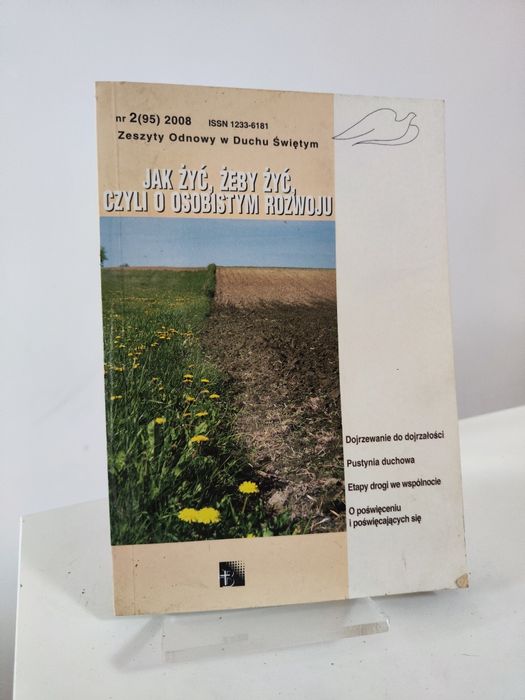 nr 2(95) 2008 ISSN 1233-6181
Zeszyty Odnowy w Duchu Świętym
JAK ŻYĆ, ŻEBY ŻYĆ,
CZYLI O OSOBISTYM ROZWOJU
Dojrzewanie do dojrzałości
Pustynia duchowa
Etapy drogi we wspólnocie
O poświęceniu
i poświęcających się